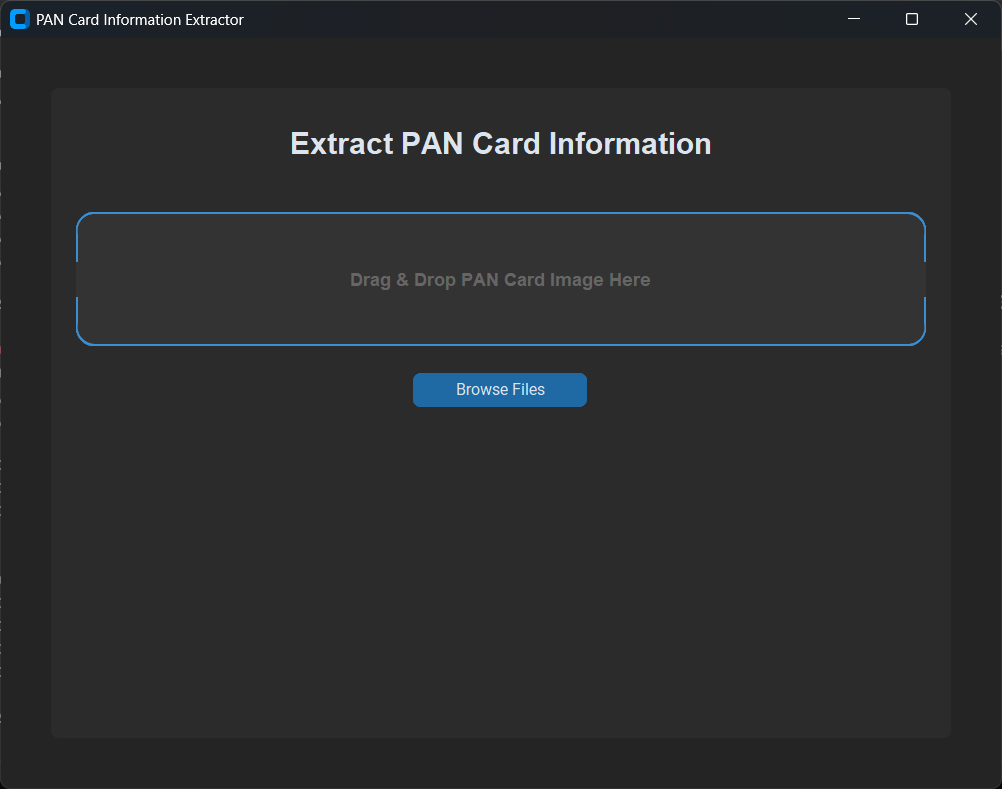 PAN Card Information Extractor
Extract PAN Card Information
Drag & Drop PAN Card Image Here
Browse Files